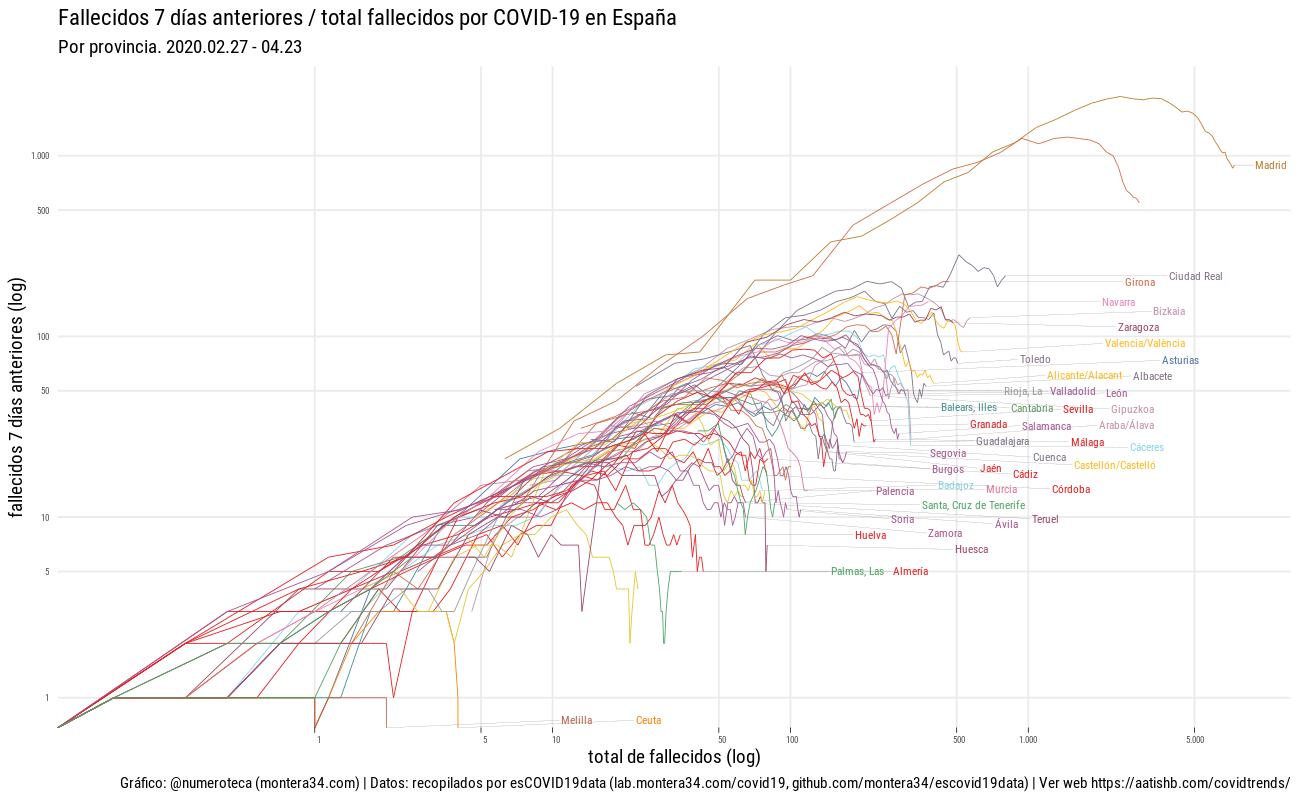 Fallecidos 7 días anteriores / total fallecidos por COVID-19 en España
Por provincia. 2020.02.27 - 04.23
fallecidos 7 días anteriores (log)
1.000
500
100
50
10
5
1
Madrid
Ciudad Real
Girona
Navarra
Bizkaia
Zaragoza
Valencia/València
Toledo
Asturias
Alicante/Alacant
Albacete
Rioja, La
Valladolid
León
Balears, Illes
Cantabria
Sevilla
Gipuzkoa
Granada
Salamanca
Araba/Álava
Guadalajara
Málaga
Cáceres
Segovia
Cuenca
Castellón/Castelló
Burgos
Jaén
Cádiz
Badajoz
Murcia
Córdoba
Palencia
Santa, Cruz de Tenerife
Soria
Ávila
Teruel
Huelva
Zamora
Huesca
Palmas, Las
Almería
Melilla
Ceuta
1
5
10
50
100
500
1.000
5.000
total de fallecidos (log)
Gráfico: @numeroteca (montera34.com) | Datos: recopilados por esCOVID19data (lab.montera34.com/covid19, github.com/montera34/escovid19data) | Ver web https://aatishb.com/covidtrends/